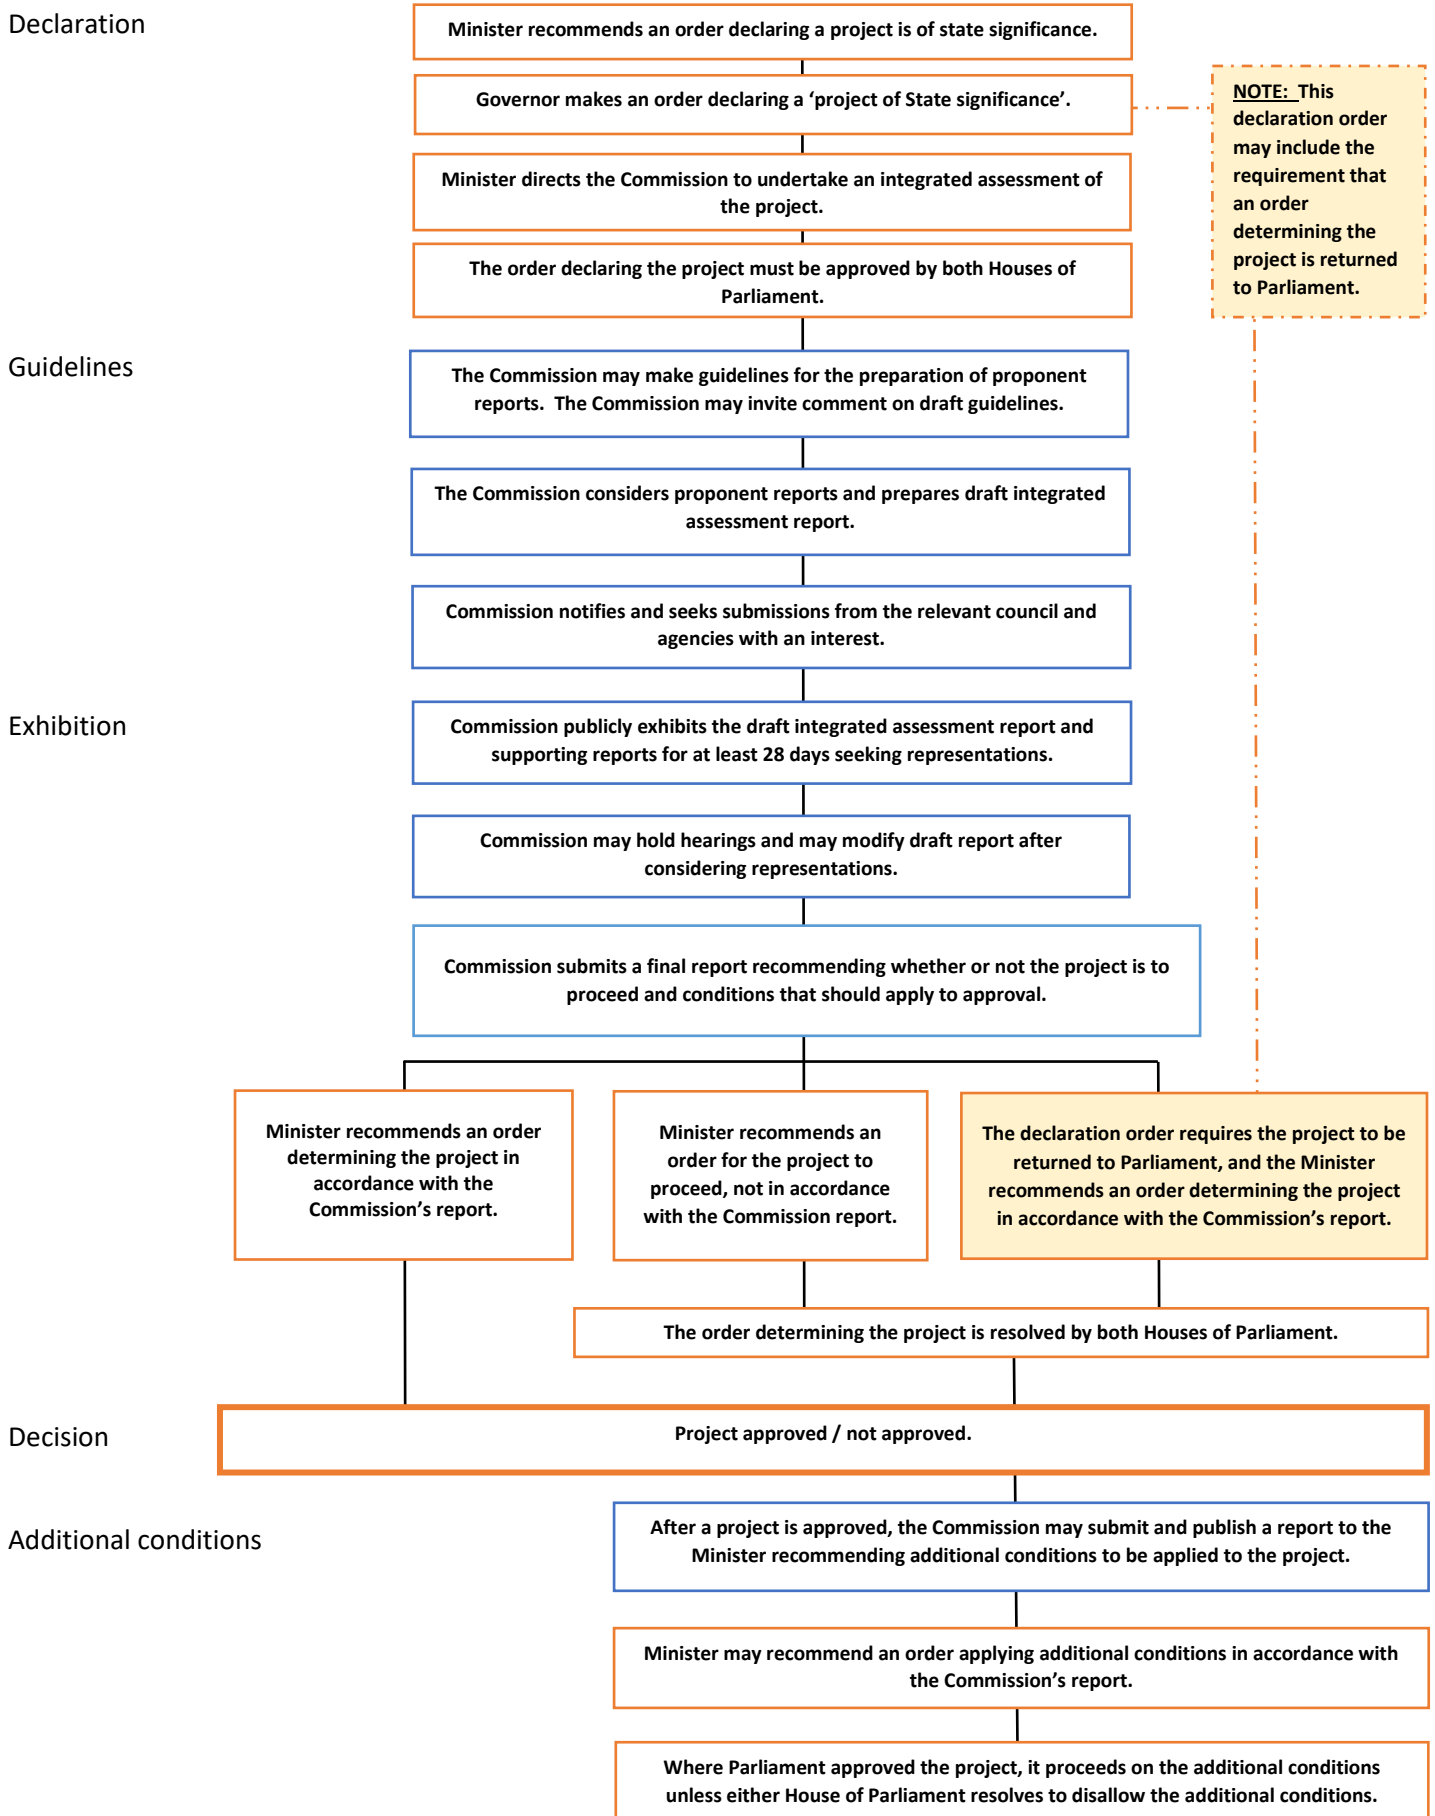 Declaration
Minister recommends an order declaring a project is of state significance.
Governor makes an order declaring a ‘project of State significance’.
NOTE: This
declaration order
may include the
requirement that
an order
determining the
project is returned
to Parliament.
Minister directs the Commission to undertake an integrated assessment of
the project.
The order declaring the project must be approved by both Houses of
Parliament.
Guidelines
The Commission may make guidelines for the preparation of proponent
reports. The Commission may invite comment on draft guidelines.
The Commission considers proponent reports and prepares draft integrated
assessment report.
Commission notifies and seeks submissions from the relevant council and
agencies with an interest.
Exhibition
Commission publicly exhibits the draft integrated assessment report and
supporting reports for at least 28 days seeking representations.
Commission may hold hearings and may modify draft report after
considering representations.
Commission submits a final report recommending whether or not the project is to
proceed and conditions that should apply to approval.
Minister recommends an order
determining the project in
accordance with the
Commission’s report.
Minister recommends an
order for the project to
proceed, not in accordance
with the Commission report.
The declaration order requires the project to be
returned to Parliament, and the Minister
recommends an order determining the project
in accordance with the Commission’s report.
The order determining the project is resolved by both Houses of Parliament.
Decision
Project approved / not approved.
Additional conditions
After a project is approved, the Commission may submit and publish a report to the
Minister recommending additional conditions to be applied to the project.
Minister may recommend an order applying additional conditions in accordance with
the Commission’s report.
Where Parliament approved the project, it proceeds on the additional conditions
unless either House of Parliament resolves to disallow the additional conditions.